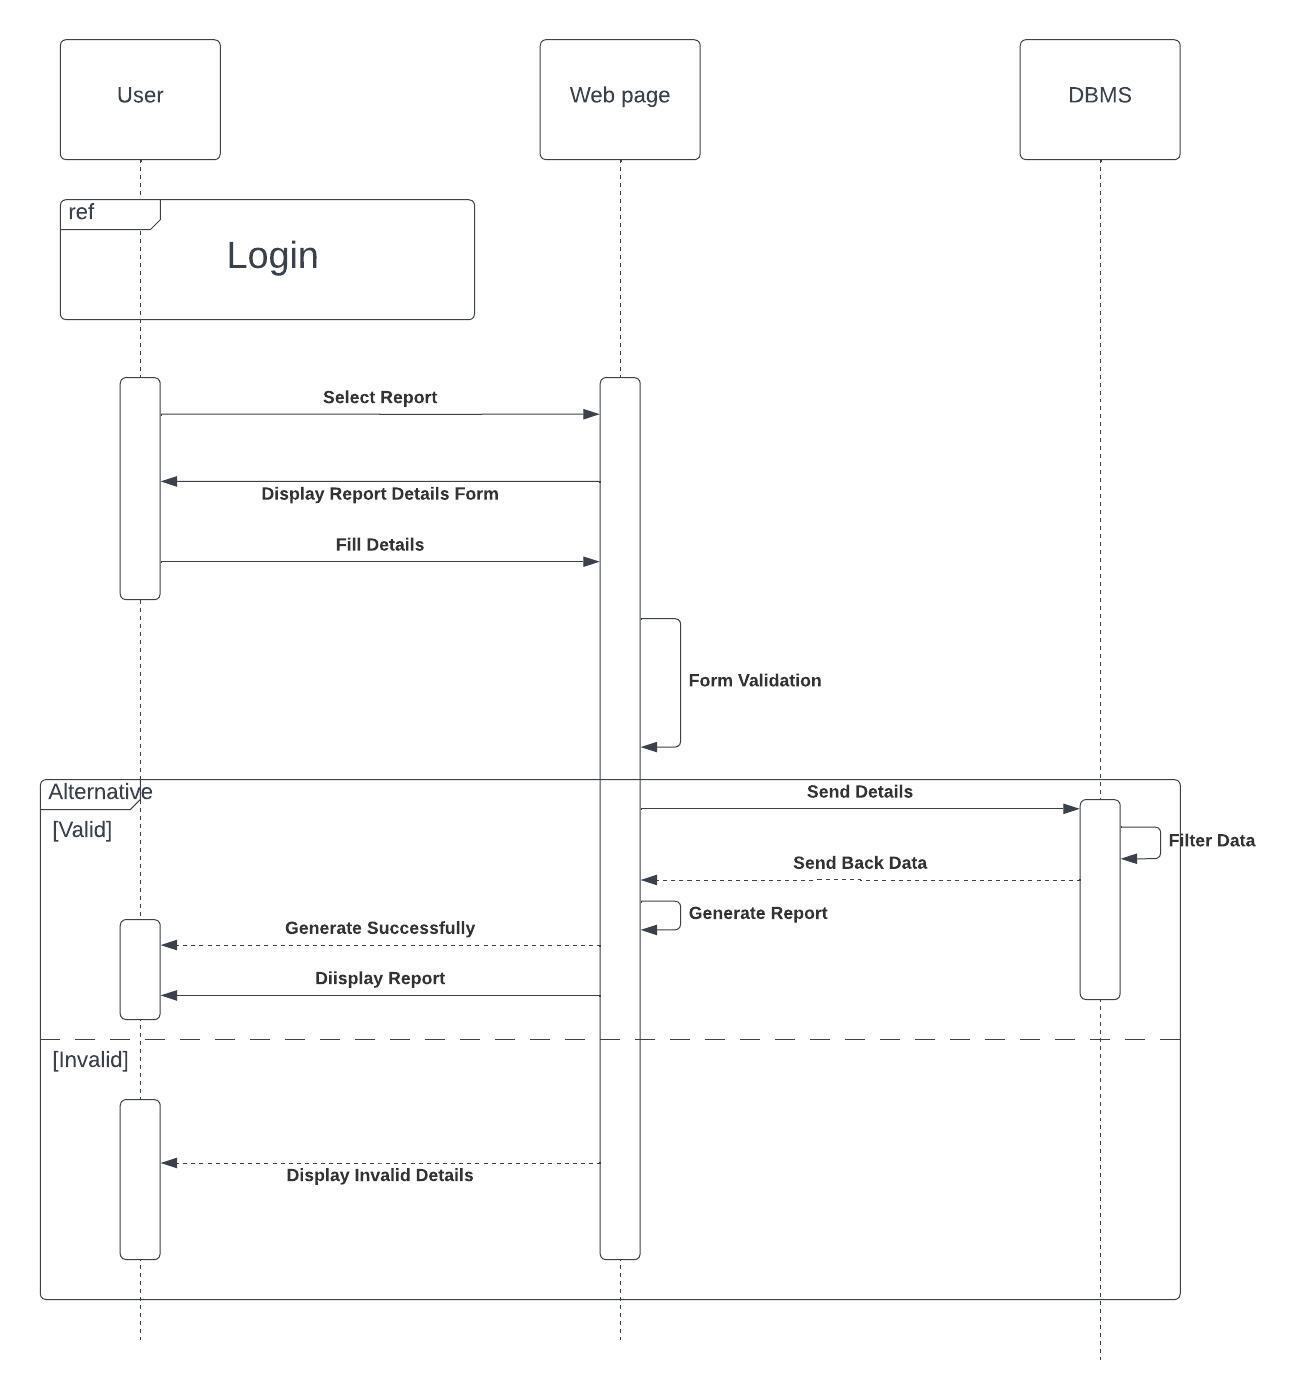 User
Web page
DBMS
ref
Login
Select Report
Display Report Details Form
Fill Details
Form Validation
Alternative
Send Details
[Valid]
Filter Data
Send Back Data
Generate Report
Generate Successfully
Diisplay Report
[Invalid]
Display Invalid Details